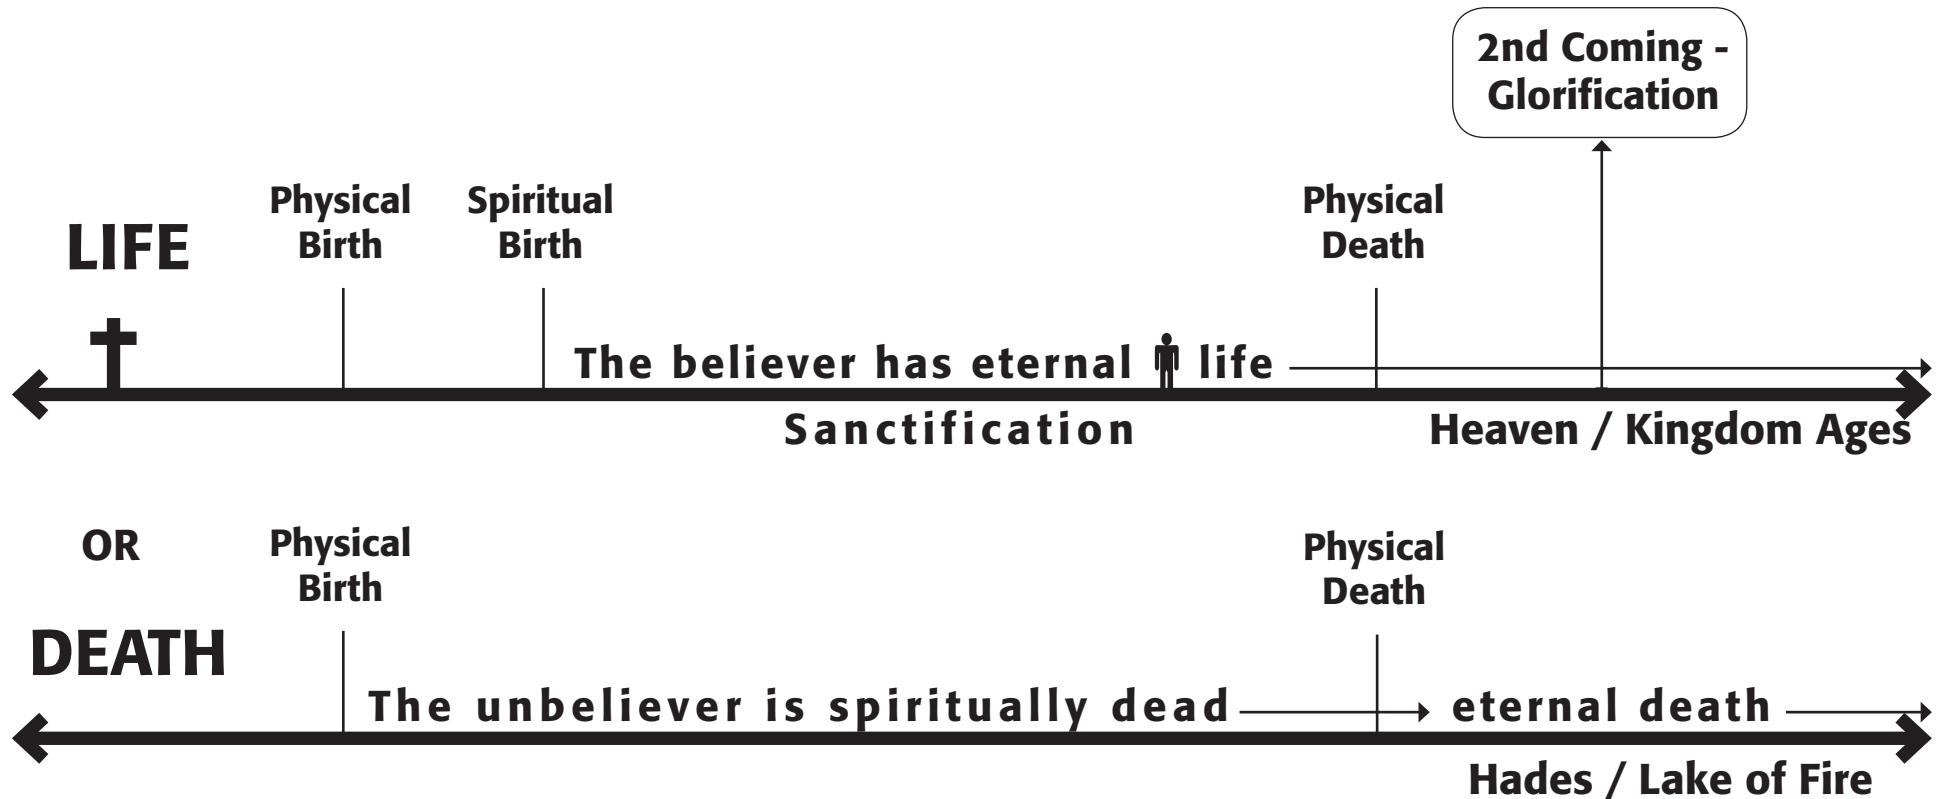 2nd Coming -
Glorification
LIFE
Physical
Birth
Spiritual
Birth
Physical
Death
The believer has eternal life
Sanctification
Heaven / Kingdom Ages
OR
DEATH
Physical
Birth
Physical
Death
The unbeliever is spiritually dead
eternal death
Hades / Lake of Fire